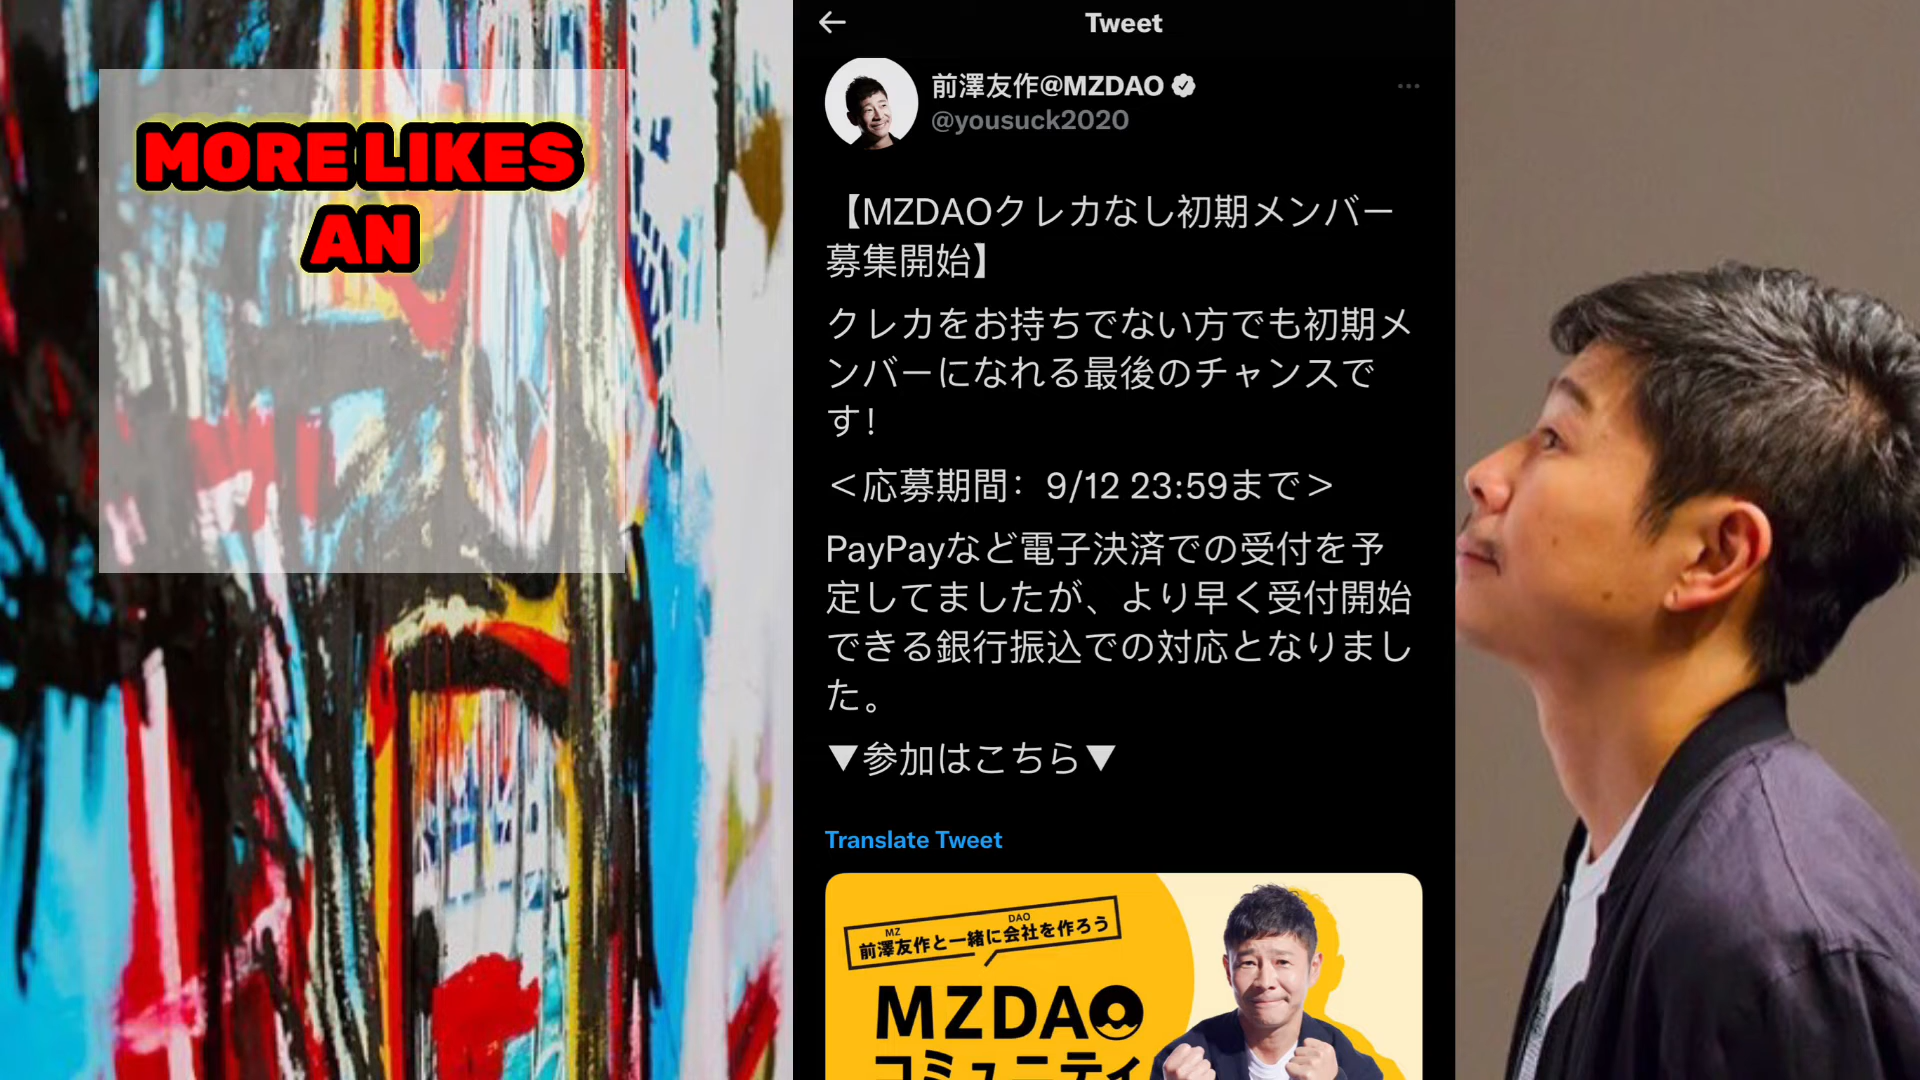 MORE LIKES
AN
Tweet
前澤友作@MZDAO
@yousuck2020
【MZDAOクレカなし初期メンバー
募集開始】
クレカをお持ちでない方でも初期メ
ンバーになれる最後のチャンスで
す!
＜応募期間：9/12 23:59まで＞
PayPayなど電子決済での受付を予
定してましたが、より早く受付開始
できる銀行振込での対応となりまし
た。
▼参加はこちら▼
Translate Tweet
MZ DAO
前澤友作と一緒に会社を作ろう
MZDAO
コミュニティ